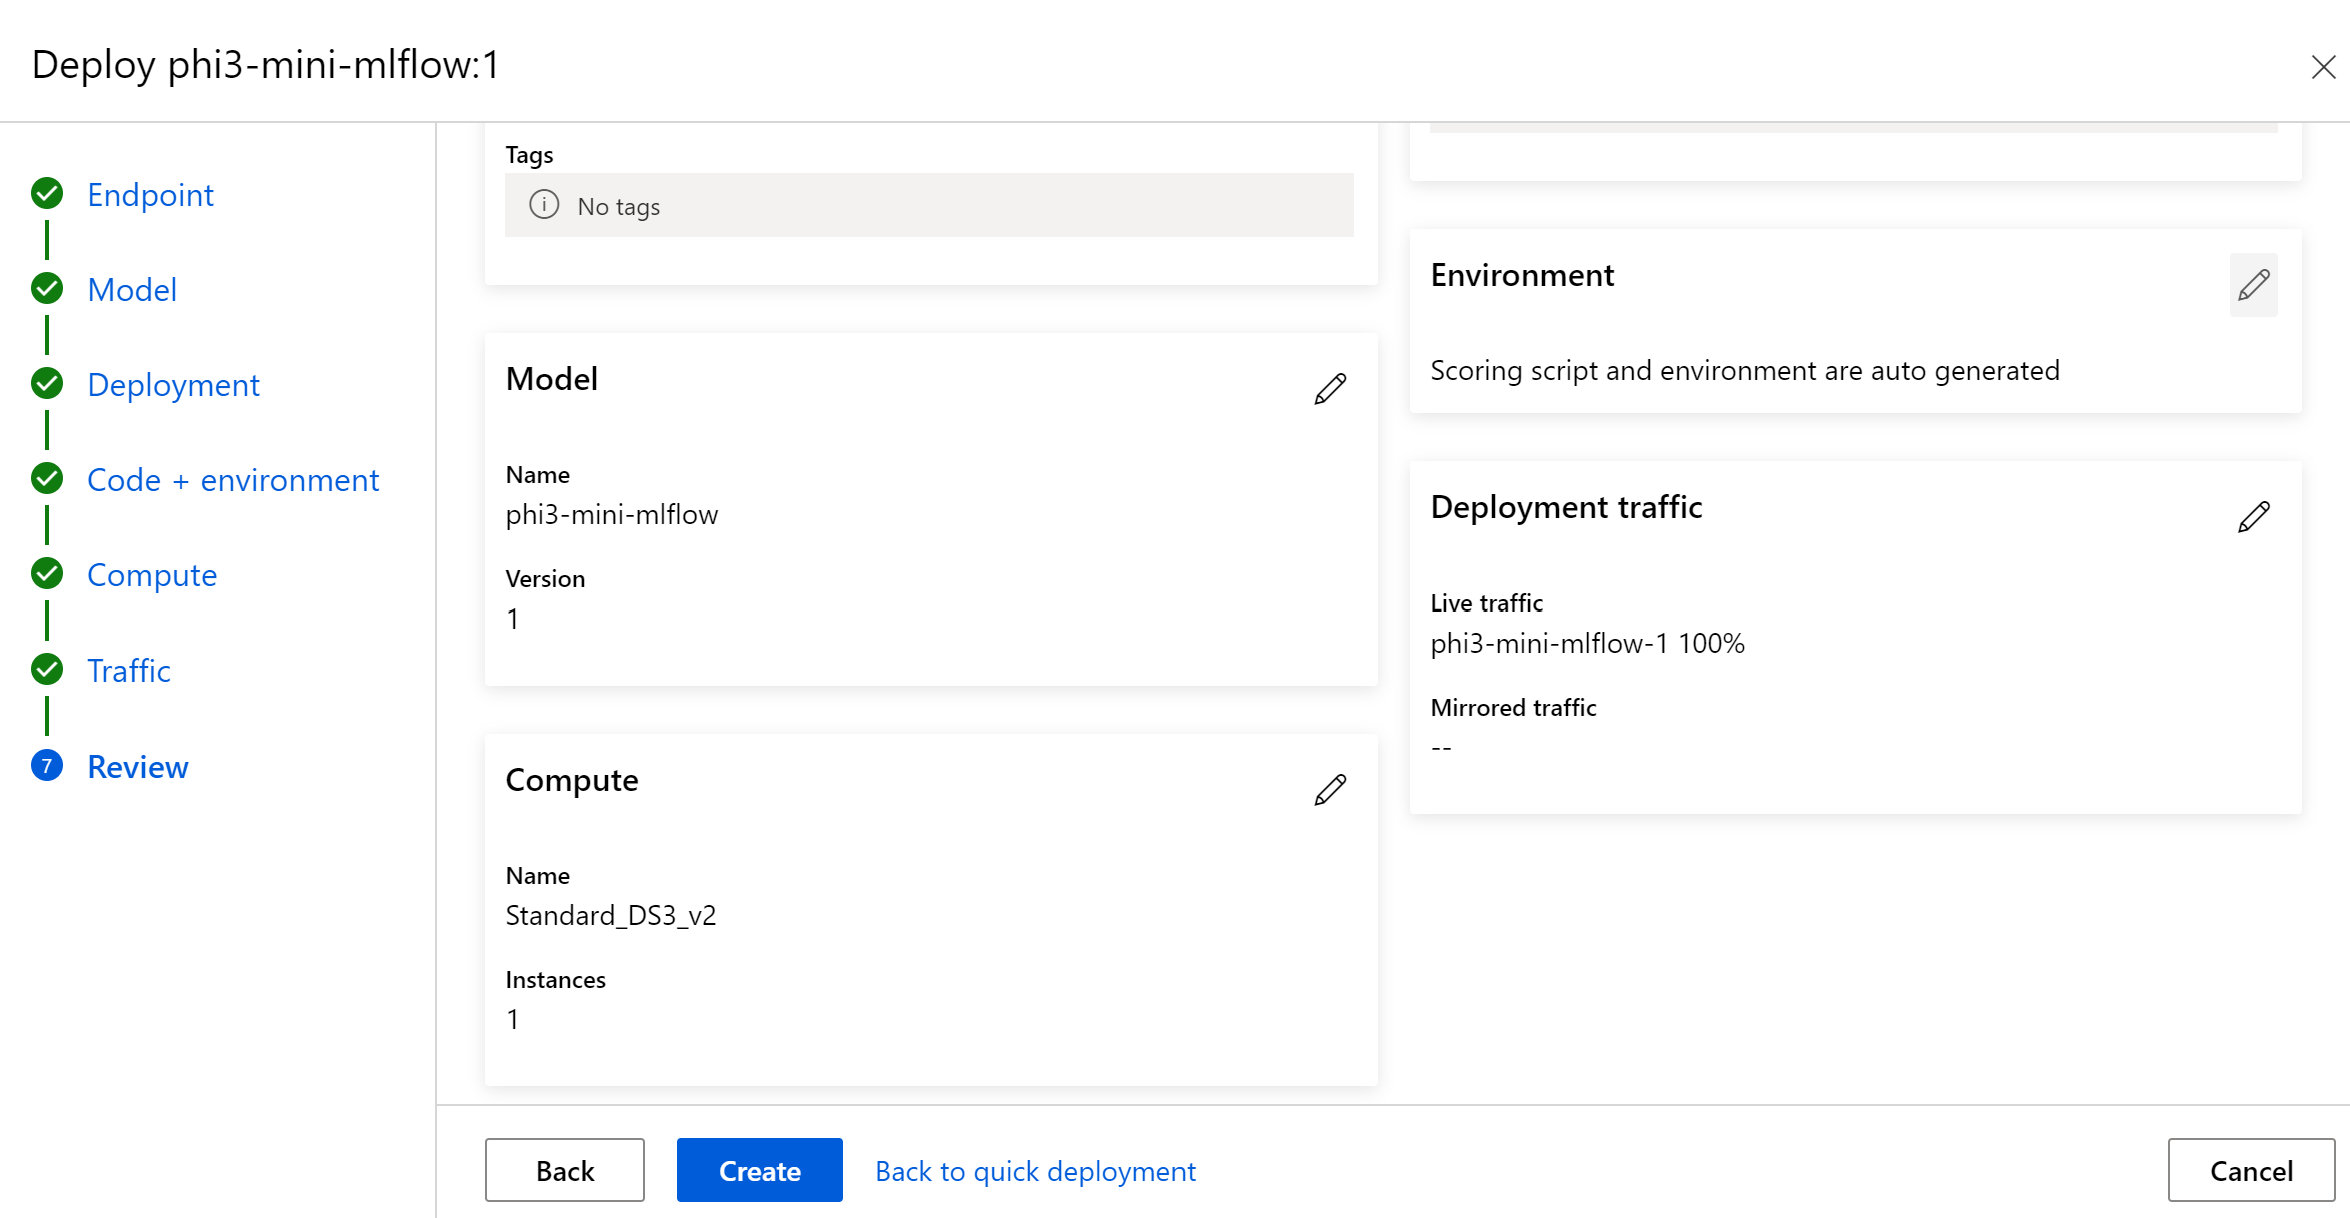 Deploy phi3-mini-mlflow:1
Endpoint
Model
Deployment
Code + environment
Compute
Traffic
7 Review
Tags
No tags
Model
Name
phi3-mini-mlflow
Version
1
Compute
Name
Standard_DS3_v2
Instances
1
Environment
Scoring script and environment are auto generated
Deployment traffic
Live traffic
phi3-mini-mlflow-1 100%
Mirrored traffic
--
Back
Create
Back to quick deployment
Cancel